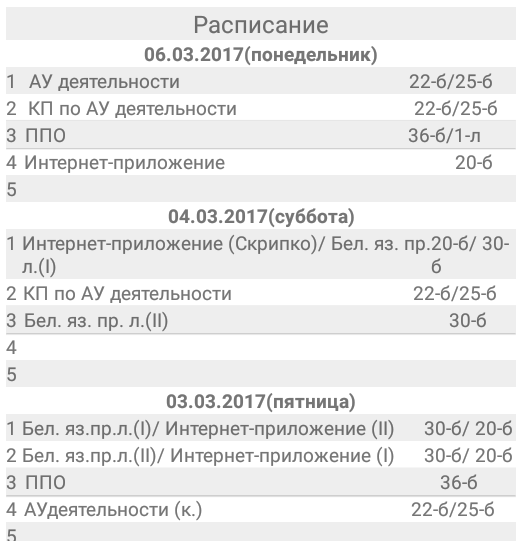 Расписание
06.03.2017(понедельник)
1 АУ деятельности 22-б/25-б
2 КП по АУ деятельности 22-б/25-б
3 ППО 36-б/1-л
4 Интернет-приложение 20-б
5
04.03.2017(суббота)
1 Интернет-приложение (Скрипко)/ Бел. яз. пр.20-б/ 30-
л.(I) б
2 КП по АУ деятельности 22-б/25-б
3 Бел. яз. пр. л.(II) 30-б
4
5
03.03.2017(пятница)
1 Бел. яз.пр.л.(I)/ Интернет-приложение (II) 30-б/ 20-б
2 Бел. яз.пр.л.(II)/ Интернет-приложение (I) 30-б/ 20-б
3 ППО 36-б
4 АУдеятельности (к.) 22-б/25-б
5